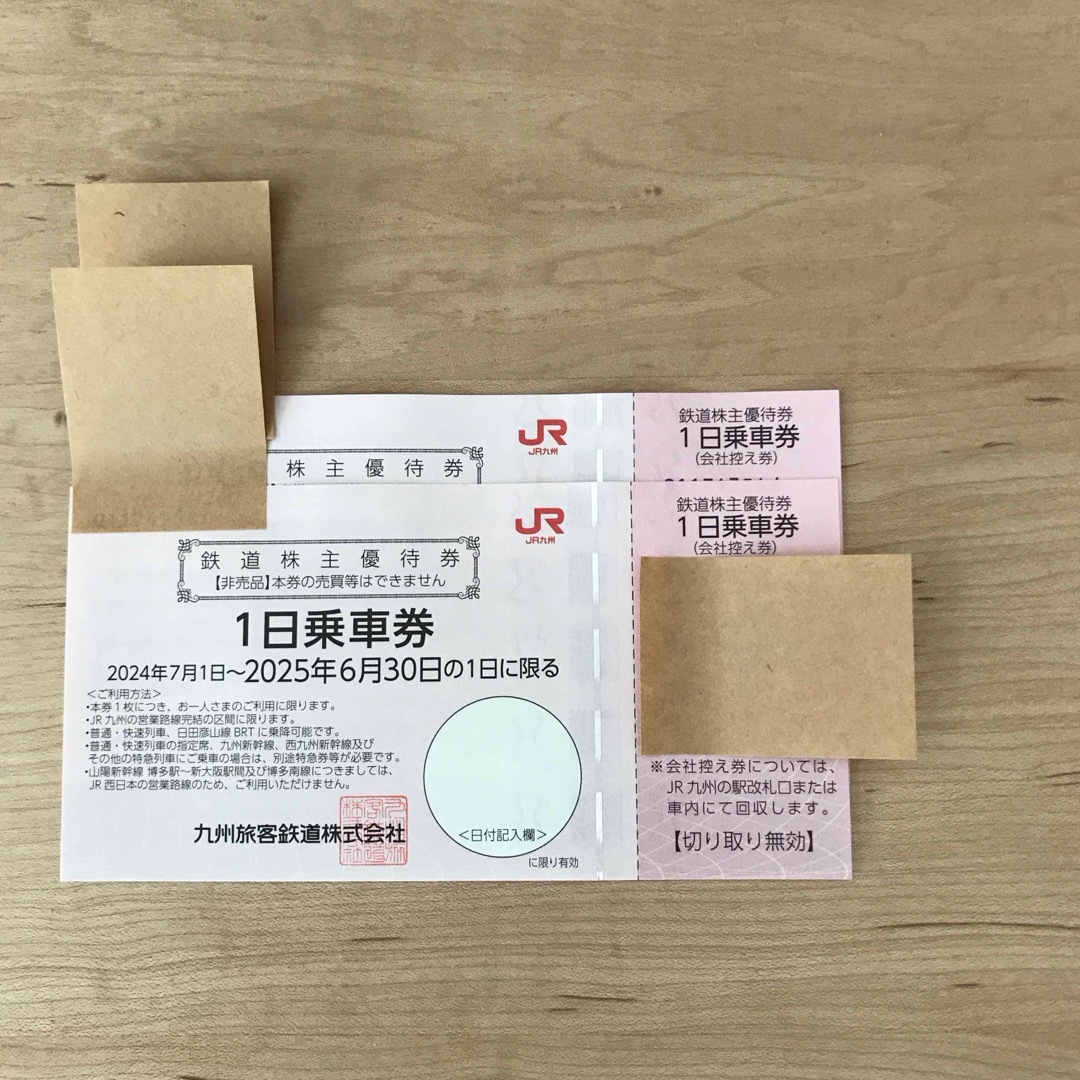 JR
JR九州
株主優待券
鉄道株主優待券
1日乗車券
(会社控え券)
JR
JR九州
鉄道株主優待券
【非売品】本券の売買等はできません
1日乗車券
2024年7月1日～2025年6月30日の1日に限る
＜ご利用方法＞
・本券1枚につき、お一人さまのご利用に限ります。
・JR九州の営業路線完結の区間に限ります。
・普通・快速列車、日田彦山線BRTに乗降可能です。
・普通・快速列車の指定席、九州新幹線、西九州新幹線及び
その他の特急列車にご乗車の場合は、別途特急券等が必要です。
・山陽新幹線 博多駅～新大阪駅間及び博多南線につきましては、
JR西日本の営業路線のため、ご利用いただけません。
九州旅客鉄道株式会社
＜日付記入欄＞
に限り有効
鉄道株主優待券
1日乗車券
(会社控え券)
※会社控え券については、
JR九州の駅改札口または
車内にて回収します。
【切り取り無効】